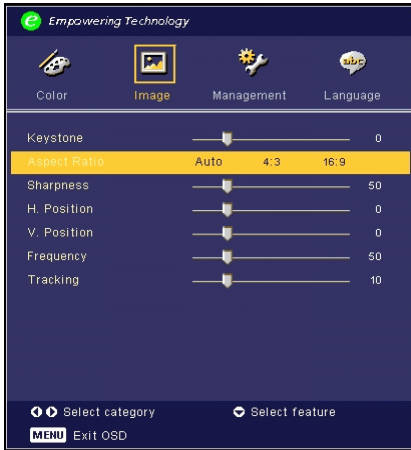 e Empowering Technology
abc
Color Image Management Language
Keystone 0
Aspect Ratio Auto 4:3 16:9
Sharpness 50
H. Position 0
V. Position 0
Frequency 50
Tracking 10
Select category Select feature
MENU Exit OSD